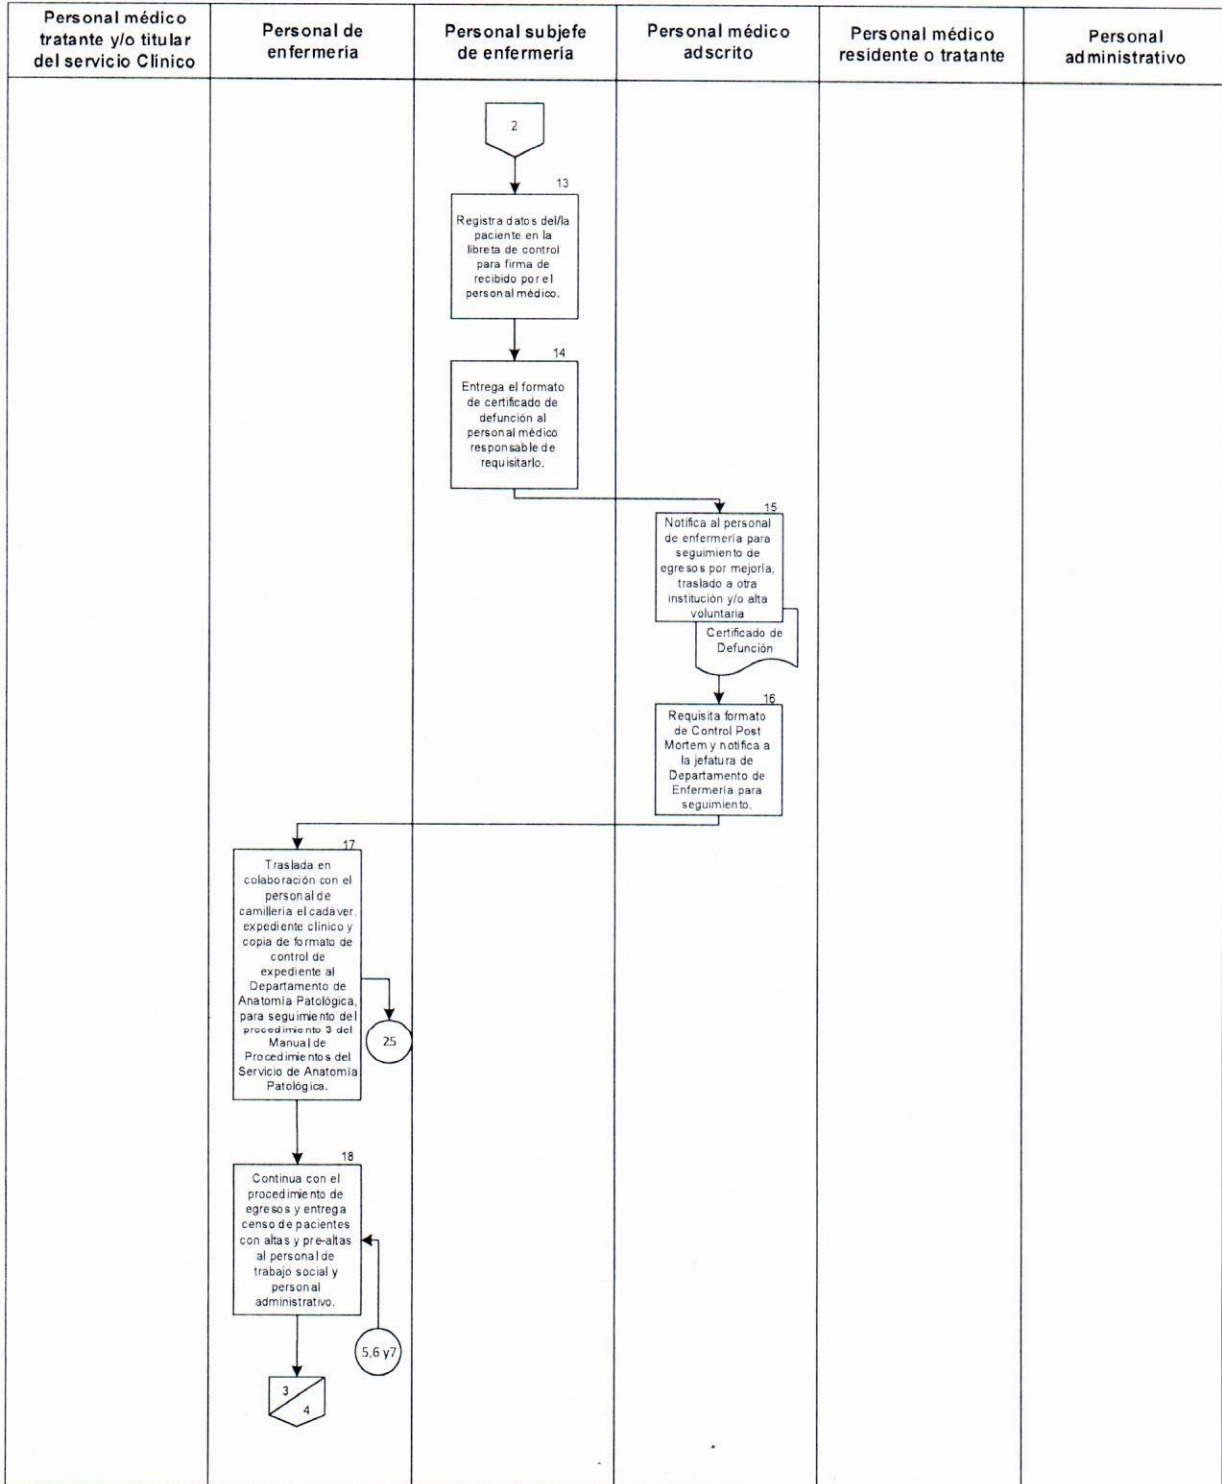 Personal médico
tratante y/o titular
del servicio Clínico
Personal de
enfermería
Personal subjefe
de enfermería
Personal médico
adscrito
Personal médico
residente o tratante
Personal
administrativo
2
13
Registra datos del/la
paciente en la
libreta de control
para firma de
recibido por el
personal médico.
14
Entrega el formato
de certificado de
defunción al
personal médico
responsable de
requisitarlo.
15
Notifica al personal
de enfermería para
seguimiento de
egresos por mejoría,
traslado a otra
institución y/o alta
voluntaria
Certificado de
Defunción
16
Requisita formato
de Control Post
Mortem y notifica a
la jefatura de
Departamento de
Enfermería para
seguimiento.
17
Traslada en
colaboración con el
personal de
camillería el cadáver,
expediente clínico y
copia de formato de
control de
expediente al
Departamento de
Anatomía Patológica,
para seguimiento del
procedimiento 3 del
Manual de
Procedimientos del
Servicio de Anatomía
Patológica.
25
18
Continua con el
procedimiento de
egresos y entrega
censo de pacientes
con altas y pre-altas
al personal de
trabajo social y
personal
administrativo.
5,6 y7
3
4